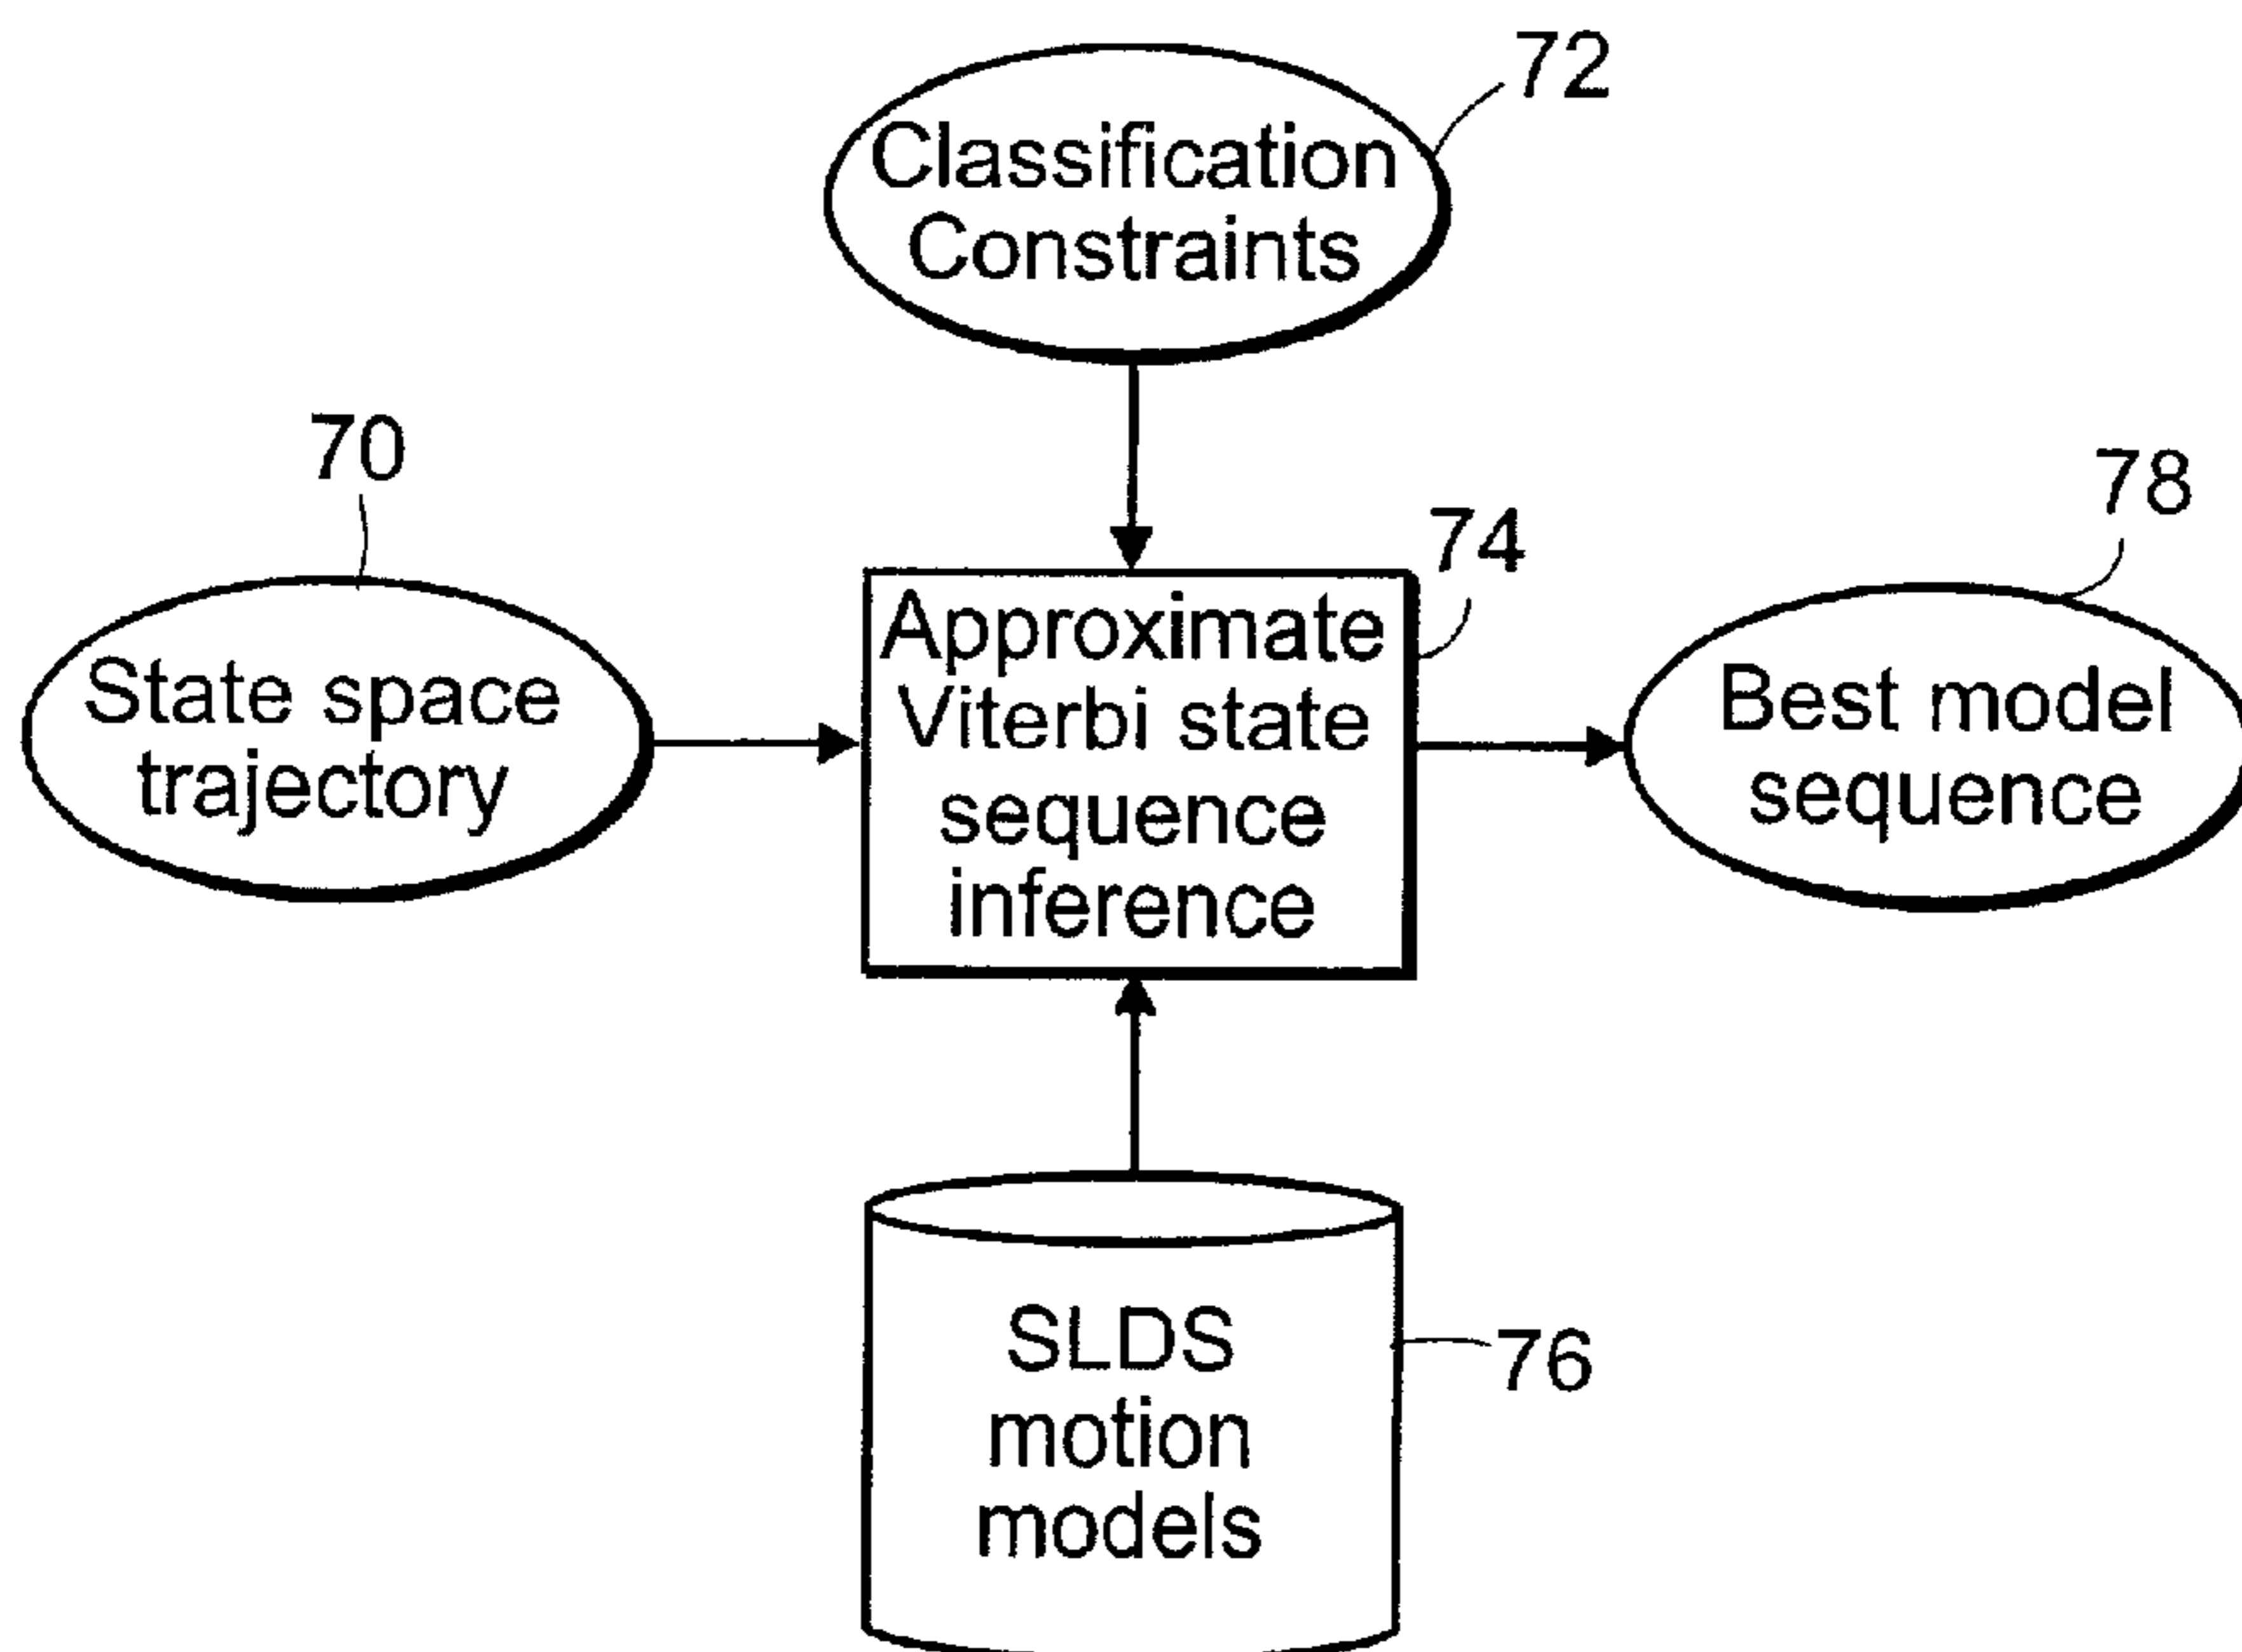 72
Classification
Constraints
70
78
74
State space
trajectory
Approximate
Viterbi state
sequence
inference
Best model
sequence
SLDS
motion
models
76